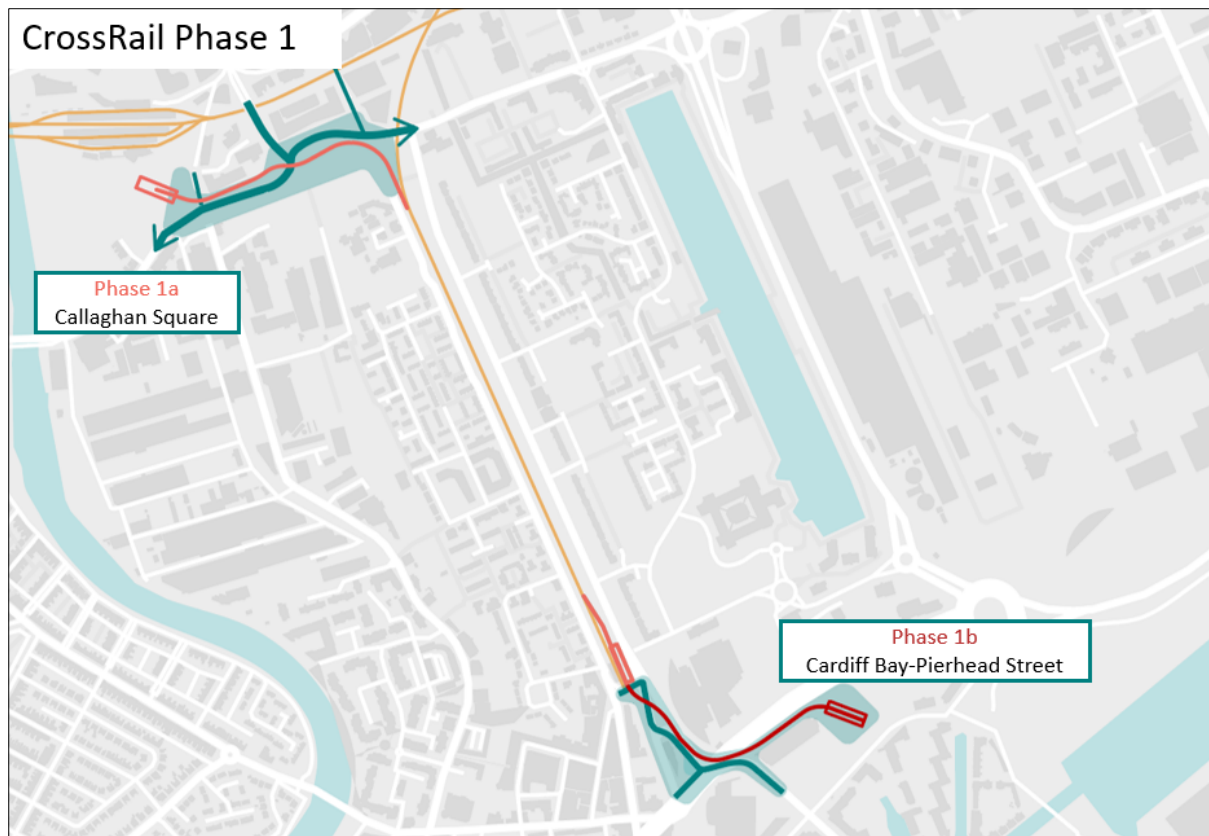 CrossRail Phase 1
Phase 1a
Callaghan Square
Phase 1b
Cardiff Bay-Pierhead Street